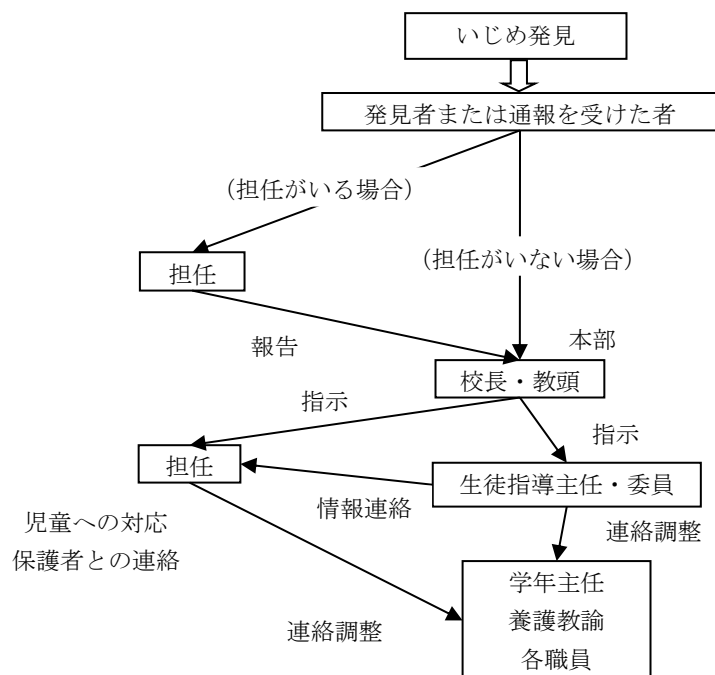 いじめ発見
発見者または通報を受けた者
（担任がいる場合）
担任
（担任がいない場合）
報告
本部
校長・教頭
指示
指示
担任
生徒指導主任・委員
情報連絡
児童への対応
保護者との連絡
連絡調整
連絡調整
学年主任
養護教諭
各職員